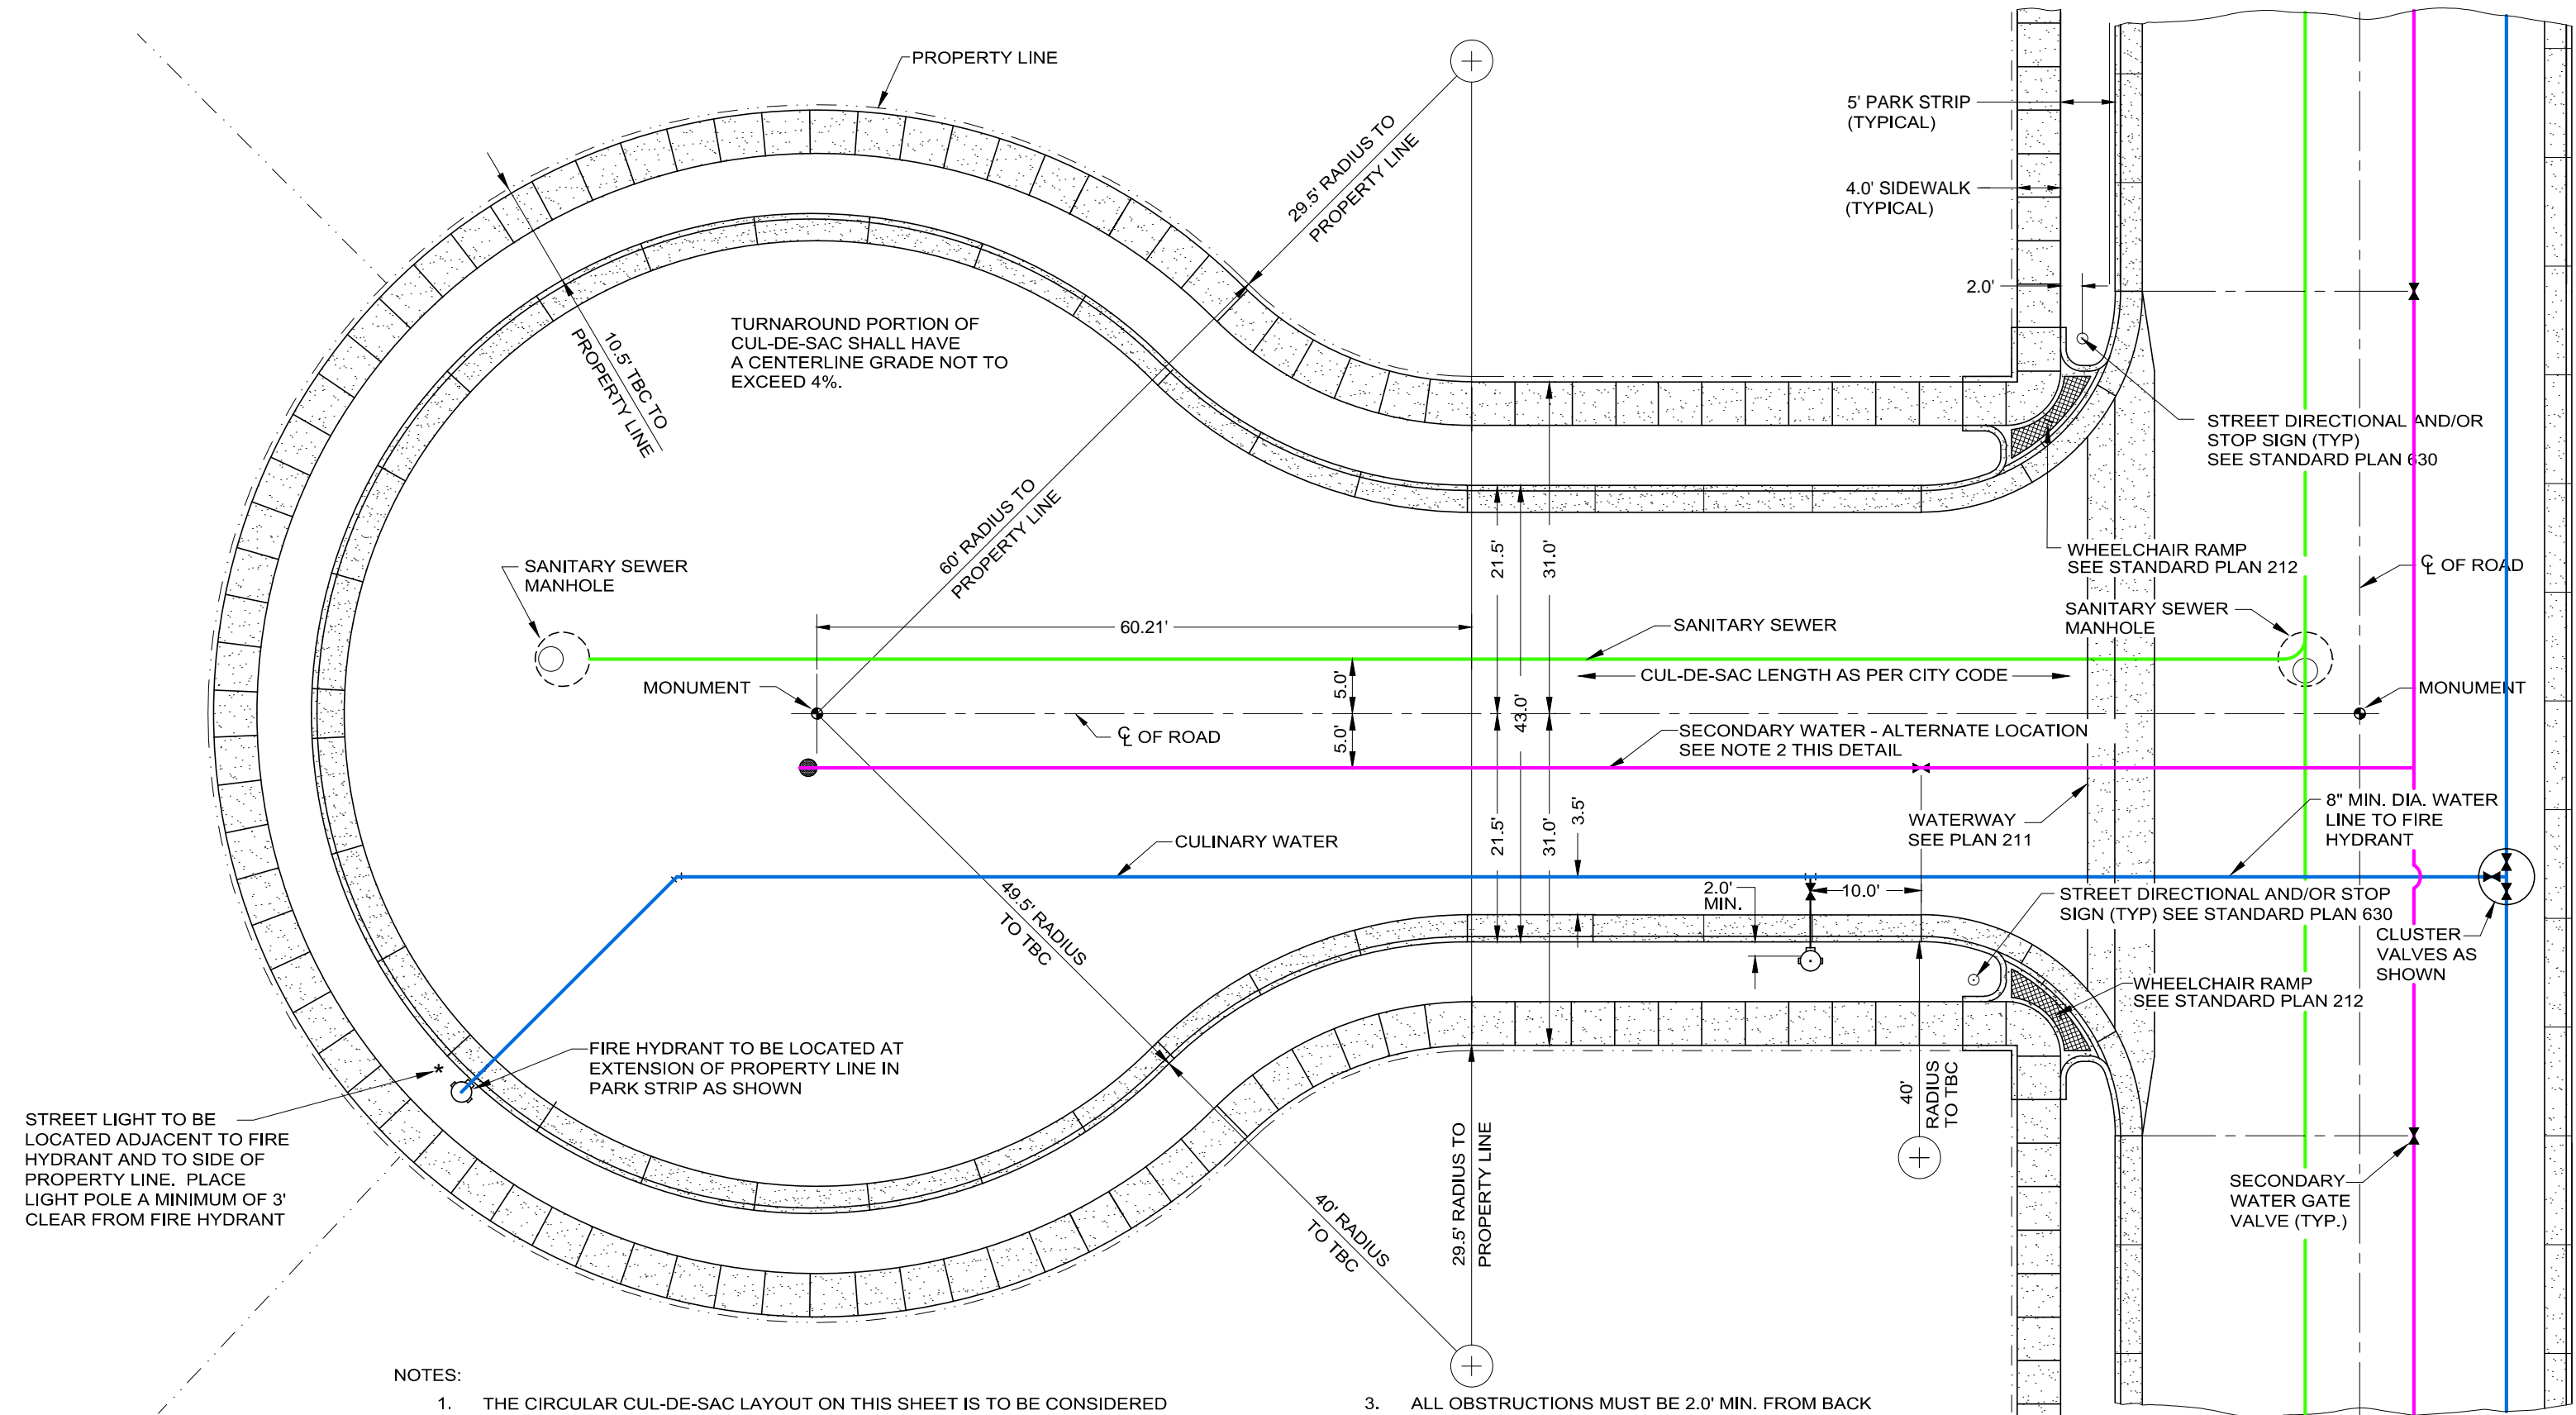 PROPERTY LINE
29.5' RADIUS TO
PROPERTY LINE
5' PARK STRIP
(TYPICAL)
4.0' SIDEWALK
(TYPICAL)
2.0'
10.5' TBC TO
PROPERTY LINE
TURNAROUND PORTION OF
CUL-DE-SAC SHALL HAVE
A CENTERLINE GRADE NOT TO
EXCEED 4%.
STREET DIRECTIONAL AND/OR
STOP SIGN (TYP)
SEE STANDARD PLAN 630
60' RADIUS TO
PROPERTY LINE
21.5'
31.0'
WHEELCHAIR RAMP
SEE STANDARD PLAN 212
℄ OF ROAD
SANITARY SEWER
MANHOLE
60.21'
SANITARY SEWER
SANITARY SEWER
MANHOLE
CUL-DE-SAC LENGTH AS PER CITY CODE
MONUMENT
5.0'
43.0'
MONUMENT
℄ OF ROAD
5.0'
SECONDARY WATER - ALTERNATE LOCATION
SEE NOTE 2 THIS DETAIL
21.5'
31.0'
3.5'
WATERWAY
SEE PLAN 211
8" MIN. DIA. WATER
LINE TO FIRE
HYDRANT
CULINARY WATER
49.5' RADIUS
TO TBC
2.0'
MIN.
10.0'
STREET DIRECTIONAL AND/OR STOP
SIGN (TYP) SEE STANDARD PLAN 630
CLUSTER
VALVES AS
SHOWN
WHEELCHAIR RAMP
SEE STANDARD PLAN 212
FIRE HYDRANT TO BE LOCATED AT
EXTENSION OF PROPERTY LINE IN
PARK STRIP AS SHOWN
*
STREET LIGHT TO BE
LOCATED ADJACENT TO FIRE
HYDRANT AND TO SIDE OF
PROPERTY LINE. PLACE
LIGHT POLE A MINIMUM OF 3'
CLEAR FROM FIRE HYDRANT
40' RADIUS
TO TBC
29.5' RADIUS TO
PROPERTY LINE
40'
RADIUS
TO TBC
SECONDARY
WATER GATE
VALVE (TYP.)
NOTES:
1. THE CIRCULAR CUL-DE-SAC LAYOUT ON THIS SHEET IS TO BE CONSIDERED
3. ALL OBSTRUCTIONS MUST BE 2.0' MIN. FROM BACK